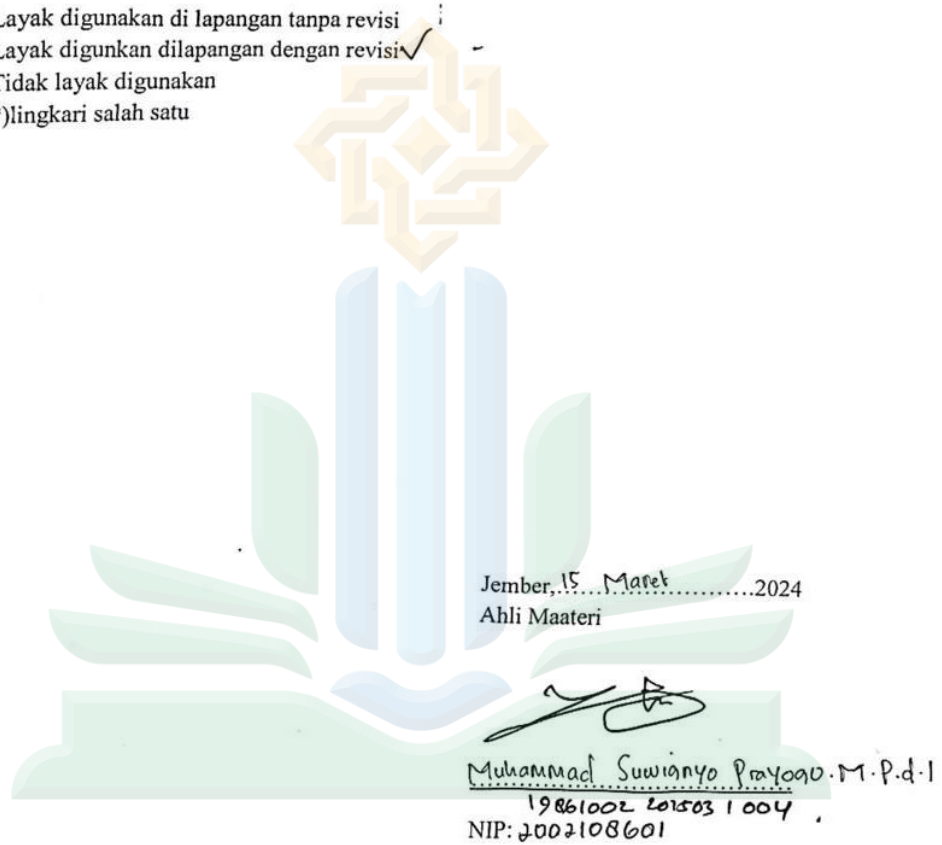 Layak digunakan di lapangan tanpa revisi
Layak digunkan dilapangan dengan revisi✓
Tidak layak digunakan
)lingkari salah satu
Jember, 15 Maret 2024
Ahli Maateri
Muhammad Suwignyo Prayogo.M.P.d.I
19861002 201503 1 004
NIP: 2002108601